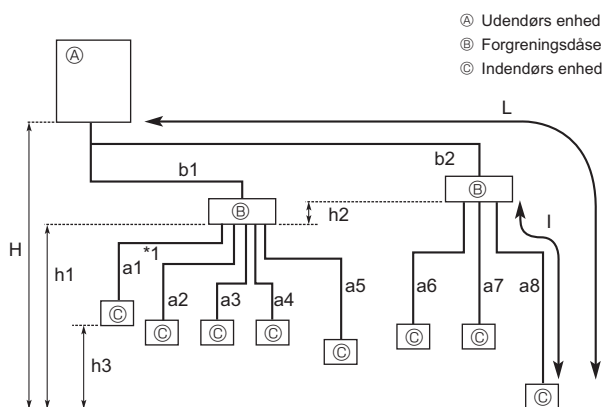 Ⓐ Udendørs enhed
Ⓑ Forgreningsdåse
Ⓒ Indendørs enhed
Ⓐ
L
b1
b2
Ⓑ
Ⓑ
h2
H
h1
a1
*1
a2
a3
a4
a5
a6
a7
a8
l
Ⓒ
Ⓒ
Ⓒ
Ⓒ
Ⓒ
Ⓒ
Ⓒ
h3
Ⓒ